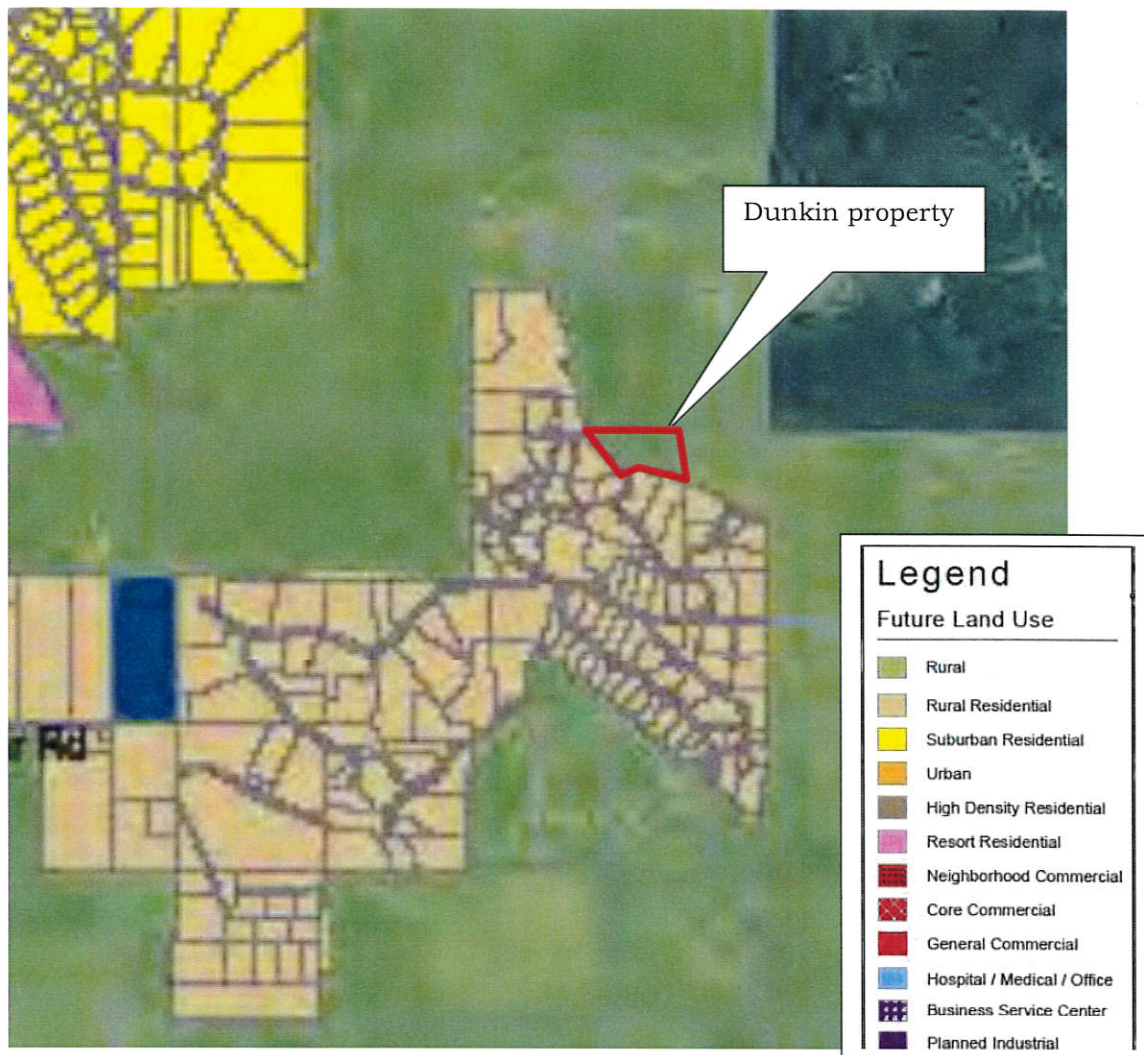 Dunkin property
Rd
Legend
Future Land Use
Rural
Rural Residential
Suburban Residential
Urban
High Density Residential
Resort Residential
Neighborhood Commercial
Core Commercial
General Commercial
Hospital / Medical / Office
Business Service Center
Planned Industrial